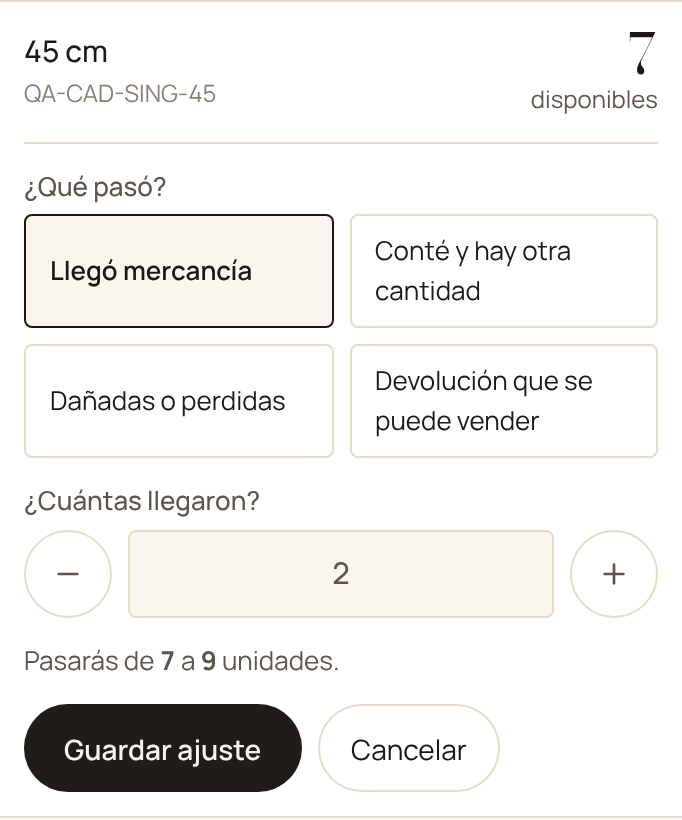 45 cm
7
QA-CAD-SING-45
disponibles
¿Qué pasó?
Llegó mercancía
Conté y hay otra
cantidad
Dañadas o perdidas
Devolución que se
puede vender
¿Cuántas llegaron?
− 2 +
Pasarás de 7 a 9 unidades.
Guardar ajuste
Cancelar